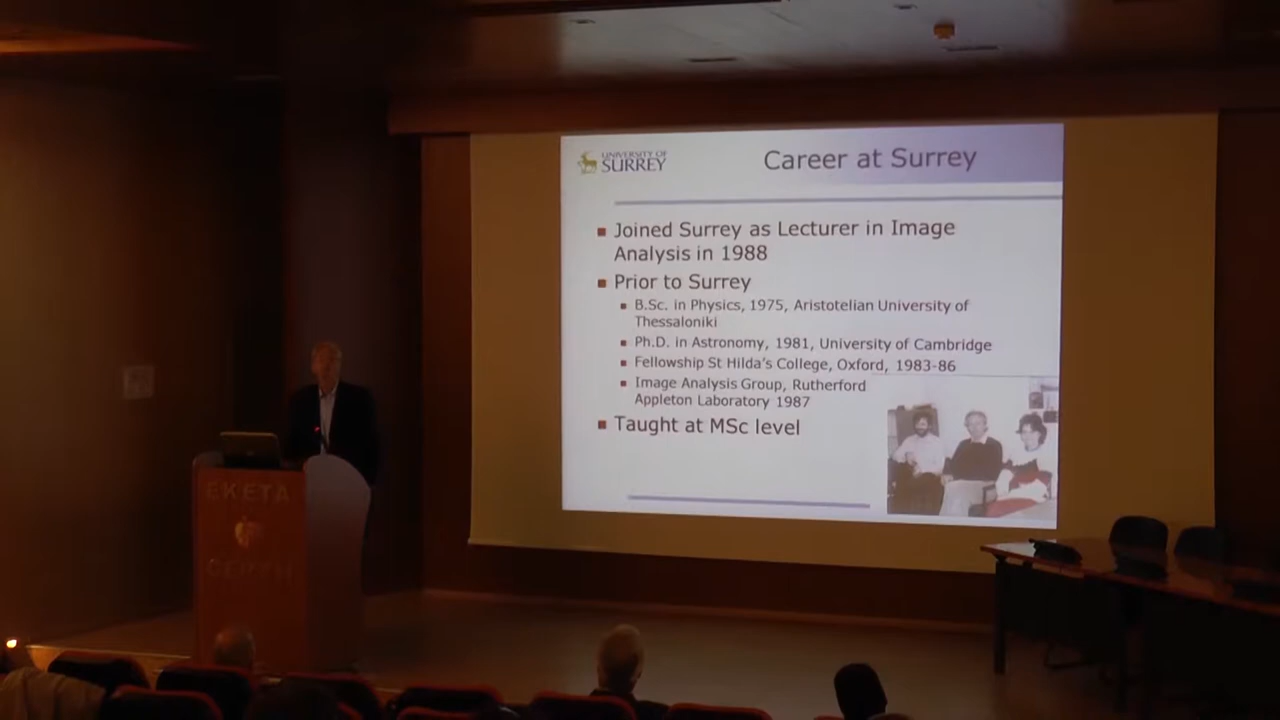 UNIVERSITY OF
SURREY
Career at Surrey
Joined Surrey as Lecturer in Image
Analysis in 1988
Prior to Surrey
B.Sc. in Physics, 1975, Aristotelian University of
Thessaloniki
Ph.D. in Astronomy, 1981, University of Cambridge
Fellowship St Hilda's College, Oxford, 1983-86
Image Analysis Group, Rutherford
Appleton Laboratory 1987
Taught at MSc level
EKETA
CERTH